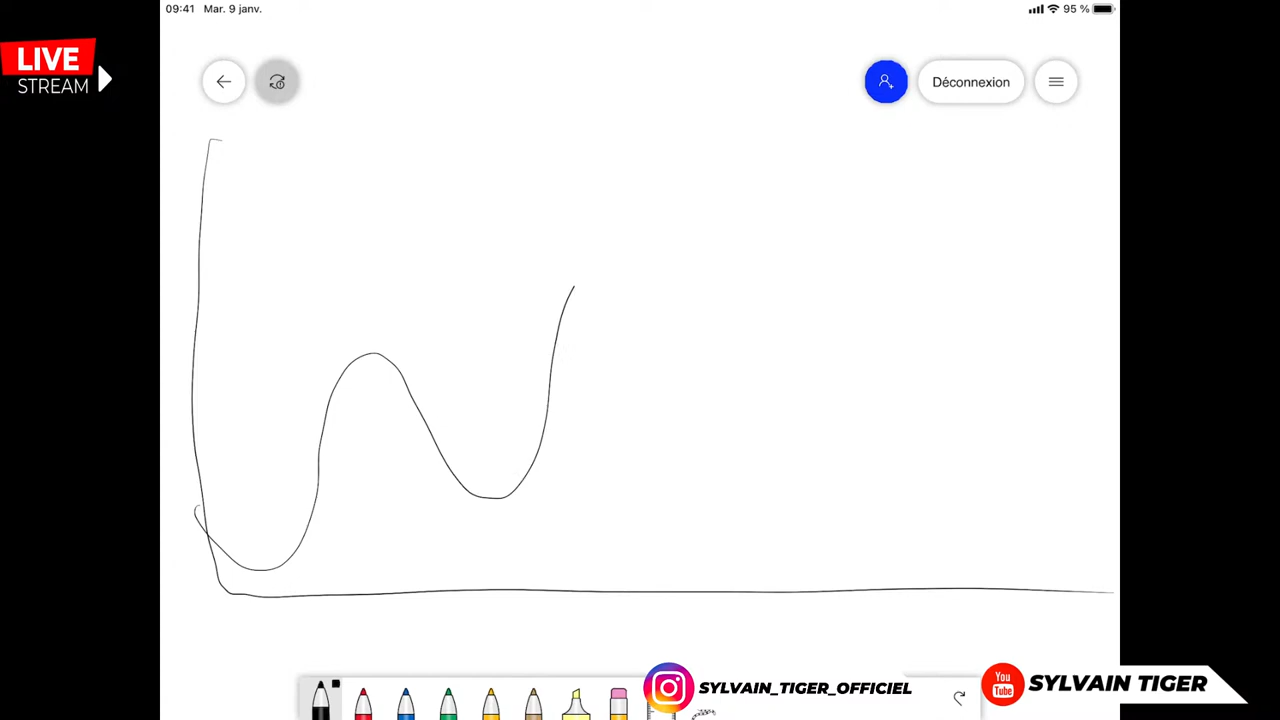 09:41 Mar. 9 janv.
95 %
LIVE
STREAM
Déconnexion
SYLVAIN_TIGER_OFFICIEL
You
Tube
SYLVAIN TIGER